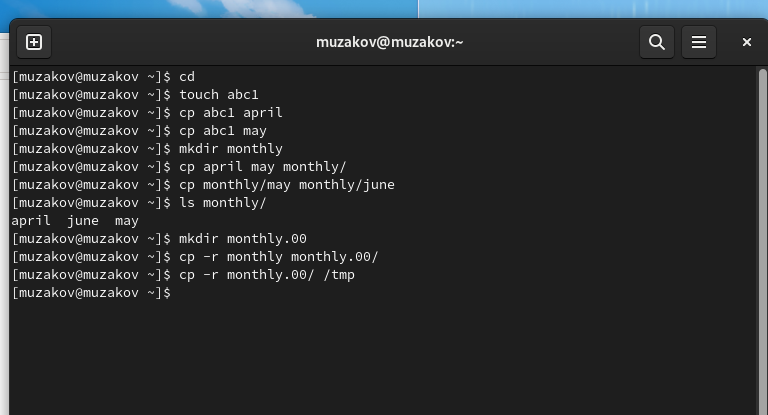 muzakov@muzakov:~
[muzakov@muzakov ~]$ cd
[muzakov@muzakov ~]$ touch abc1
[muzakov@muzakov ~]$ cp abc1 april
[muzakov@muzakov ~]$ cp abc1 may
[muzakov@muzakov ~]$ mkdir monthly
[muzakov@muzakov ~]$ cp april may monthly/
[muzakov@muzakov ~]$ cp monthly/may monthly/june
[muzakov@muzakov ~]$ ls monthly/
april  june  may
[muzakov@muzakov ~]$ mkdir monthly.00
[muzakov@muzakov ~]$ cp -r monthly monthly.00/
[muzakov@muzakov ~]$ cp -r monthly.00/ /tmp
[muzakov@muzakov ~]$